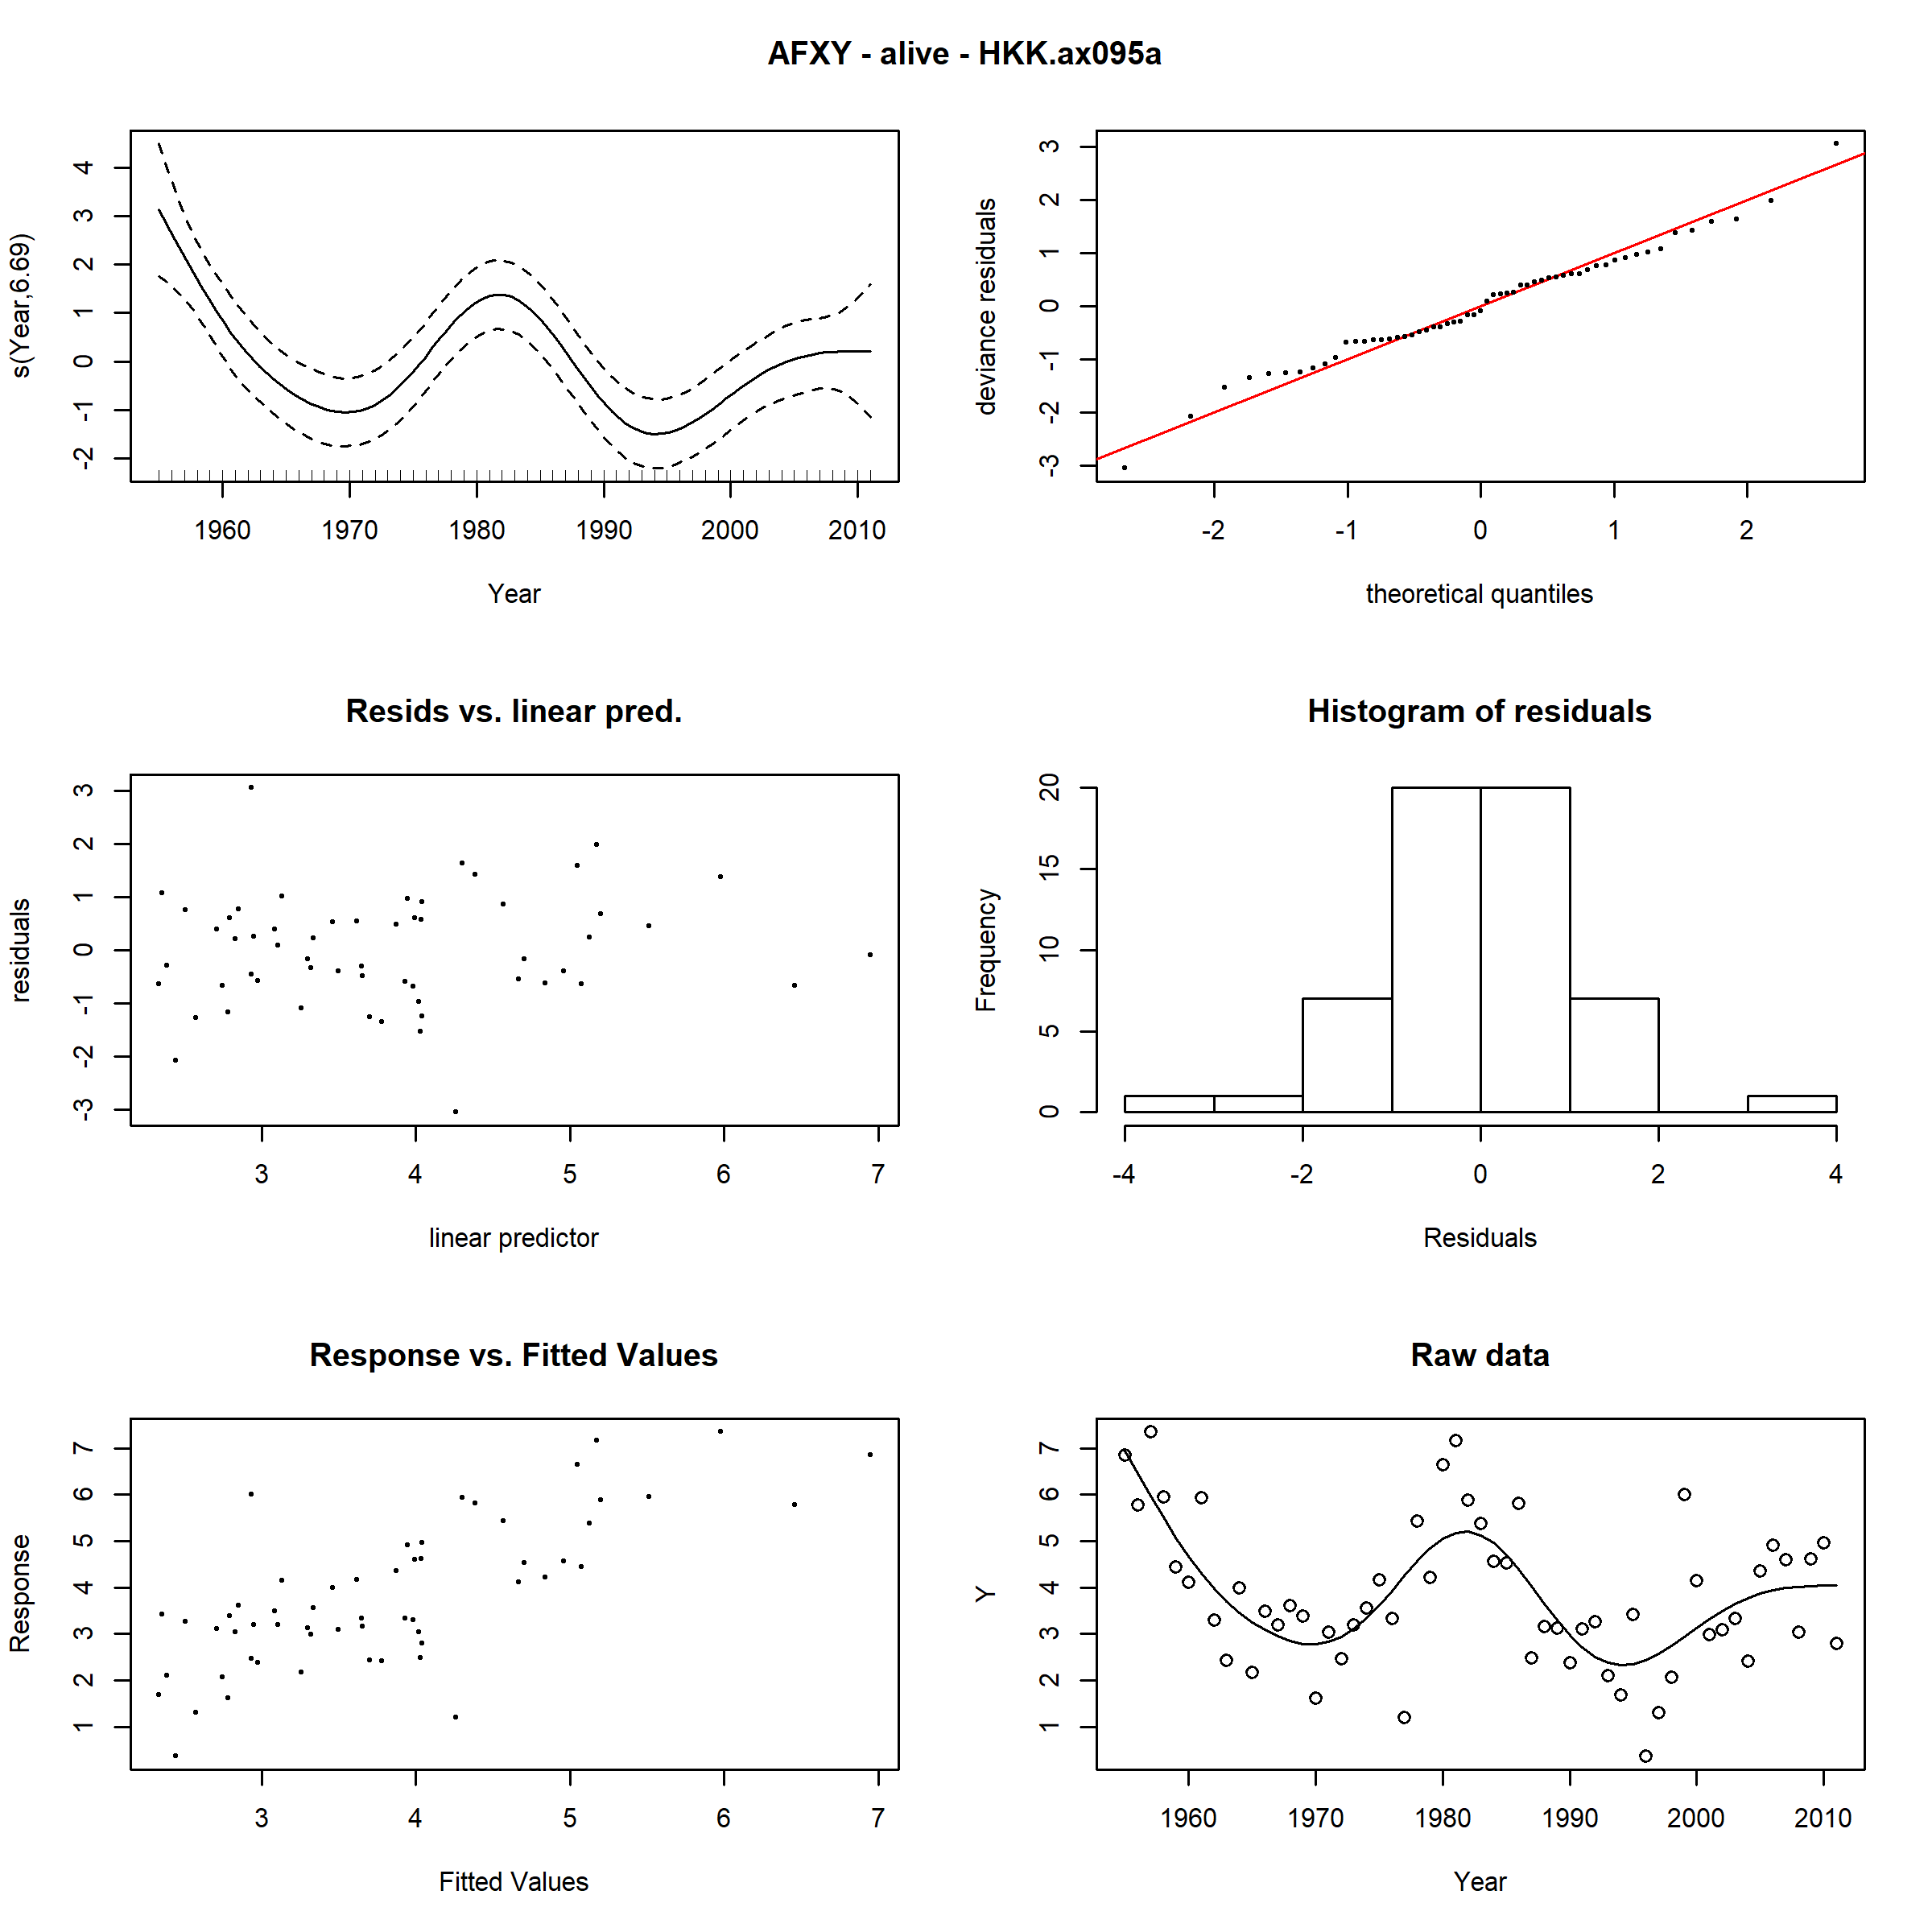 AFXY - alive - HKK.ax095a
s(Year,6.69)
4
3
2
1
0
-1
-2
1960 1970 1980 1990 2000 2010
Year
deviance residuals
3
2
1
0
-1
-2
-3
-2 -1 0 1 2
theoretical quantiles
Resids vs. linear pred.
residuals
3
2
1
0
-1
-2
-3
3 4 5 6 7
linear predictor
Histogram of residuals
Frequency
20
15
10
5
0
-4 -2 0 2 4
Residuals
Response vs. Fitted Values
Response
7
6
5
4
3
2
1
3 4 5 6 7
Fitted Values
Raw data
Y
7
6
5
4
3
2
1
1960 1970 1980 1990 2000 2010
Year